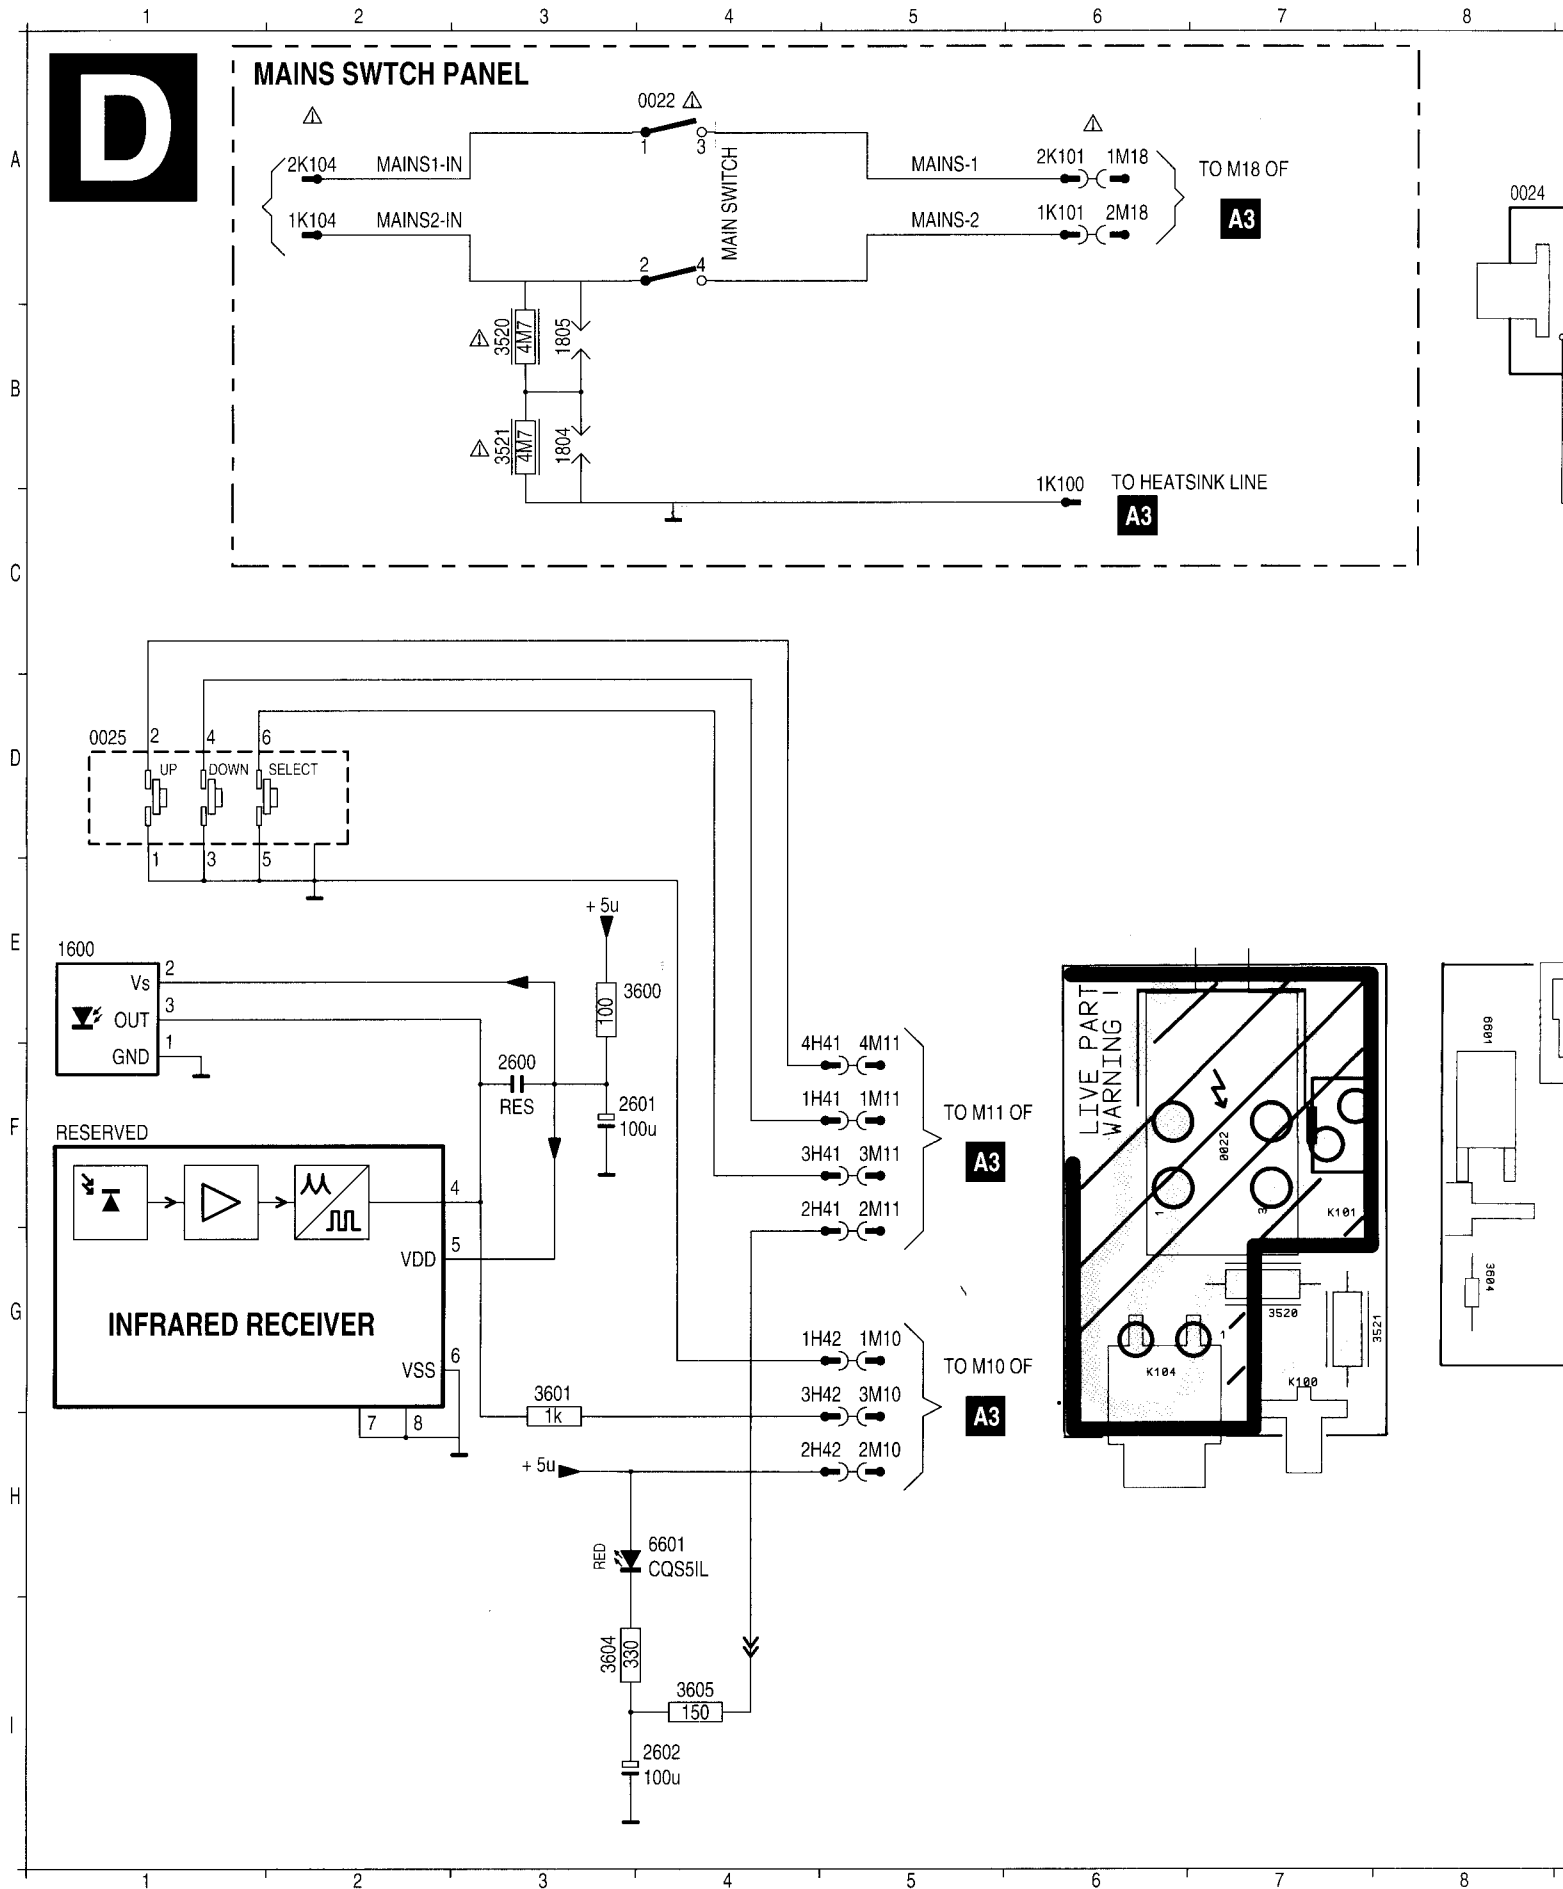 1 2 3 4 5 6 7 8
D
MAINS SWTCH PANEL
0022
1 3
A
2K104 MAINS1-IN
MAINS-1 2K101 1M18
TO M18 OF
A3
1K104 MAINS2-IN
MAINS-2 1K101 2M18
MAIN SWITCH
0024
2 4
3520 4M7 1805
B
3521 4M7 1804
1K100 TO HEATSINK LINE
A3
C
D
0025 2 4 6
UP DOWN SELECT
1 3 5
+ 5u
E
1600
Vs 2
OUT 3
GND 1
100 3600
2600
RES
2601
100u
4H41 4M11
1H41 1M11
3H41 3M11
2H41 2M11
TO M11 OF
A3
F
RESERVED
4
VDD 5
INFRARED RECEIVER
VSS 6
7 8
G
LIVE PART
WARNING !
0022
1 3
K101
3520
3521
1
K104
K100
6601
3604
1H42 1M10
3H42 3M10
2H42 2M10
TO M10 OF
A3
3601
1k
+ 5u
H
RED
6601
CQS5IL
3604 330
3605
150
I
2602
100u
1 2 3 4 5 6 7 8